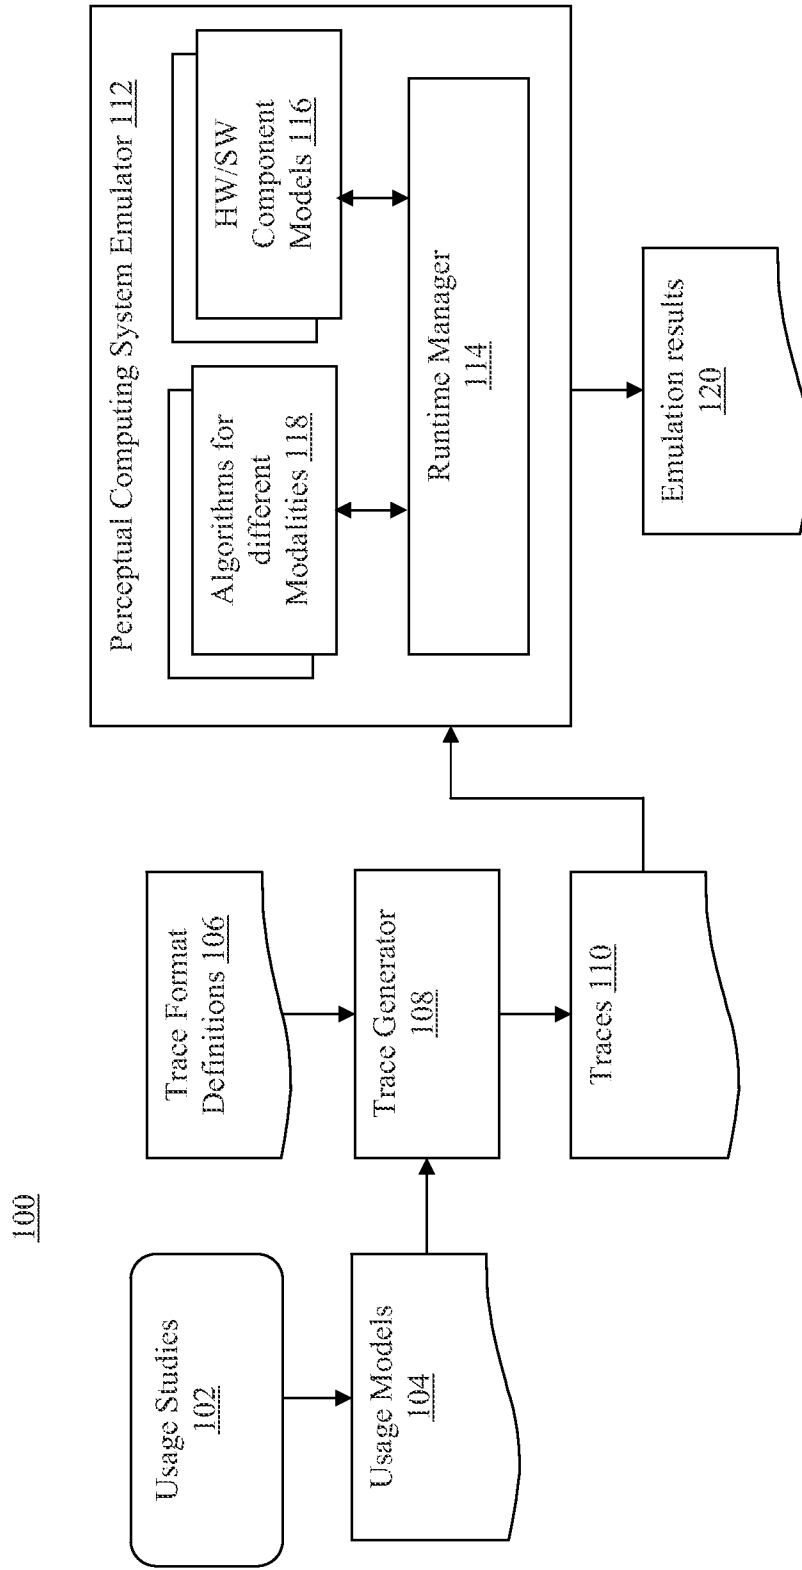 100
Usage Studies
102
Usage Models
104
Trace Format
Definitions 106
Trace Generator
108
Traces 110
Perceptual Computing System Emulator 112
Algorithms for
different
Modalities 118
HW/SW
Component
Models 116
Runtime Manager
114
Emulation results
120